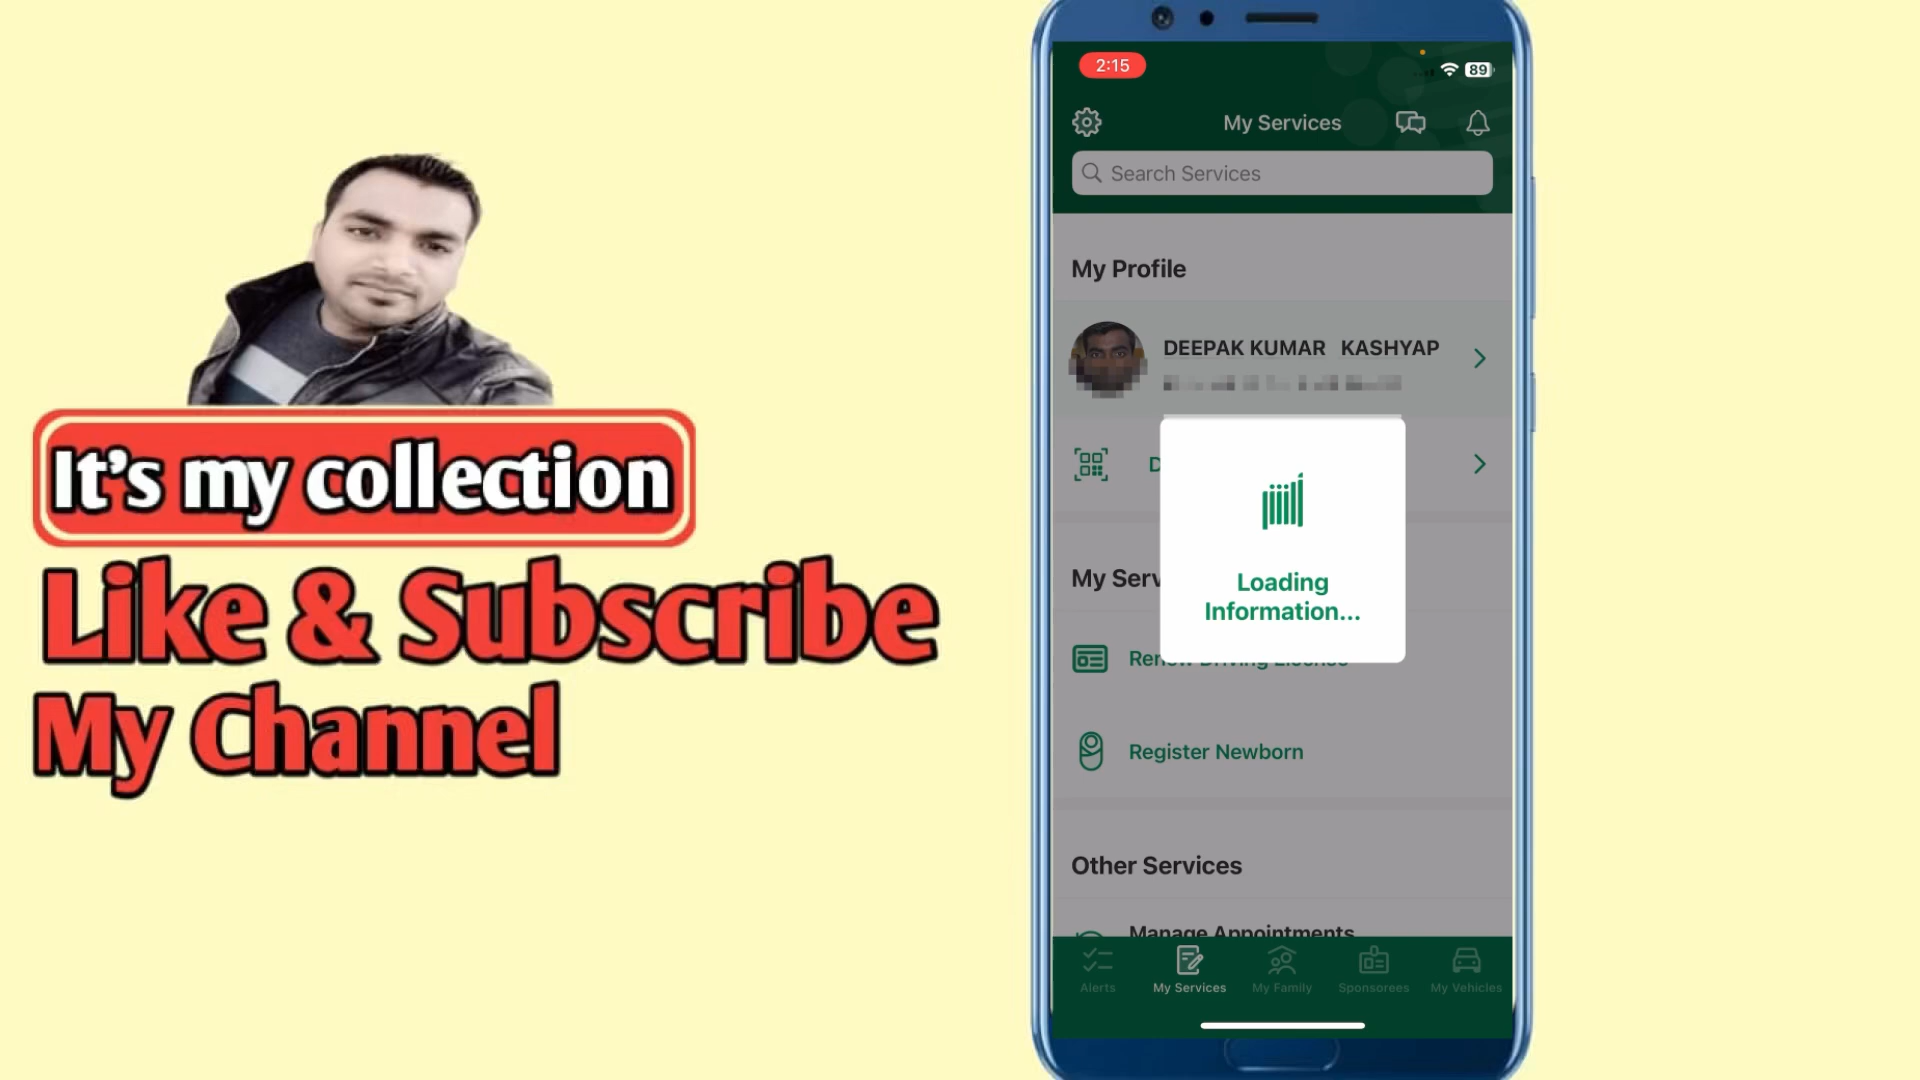 It's my collection
Like & Subscribe
My Channel
2:15
89
My Services
Search Services
My Profile
DEEPAK KUMAR KASHYAP
D
My Serv
Loading
Information...
Renew Driving License
Register Newborn
Other Services
Manage Appointments
Alerts
My Services
My Family
Sponsorees
My Vehicles